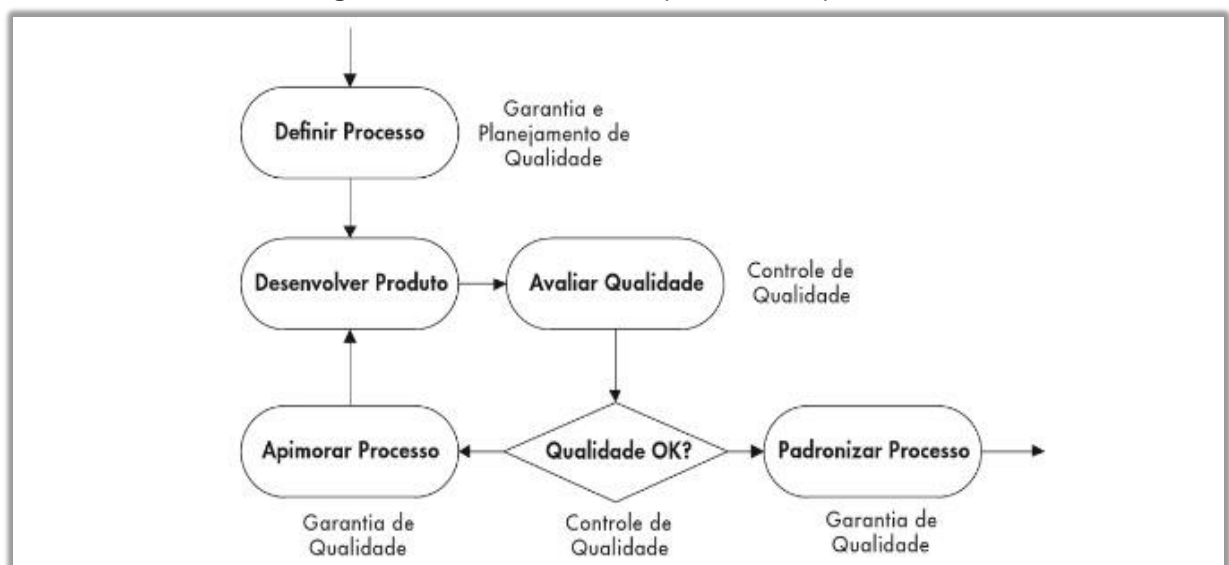 Definir Processo
Garantia e
Planejamento de
Qualidade
Desenvolver Produto
Avaliar Qualidade
Controle de
Qualidade
Apimorar Processo
Qualidade OK?
Padronizar Processo
Garantia de
Qualidade
Controle de
Qualidade
Garantia de
Qualidade